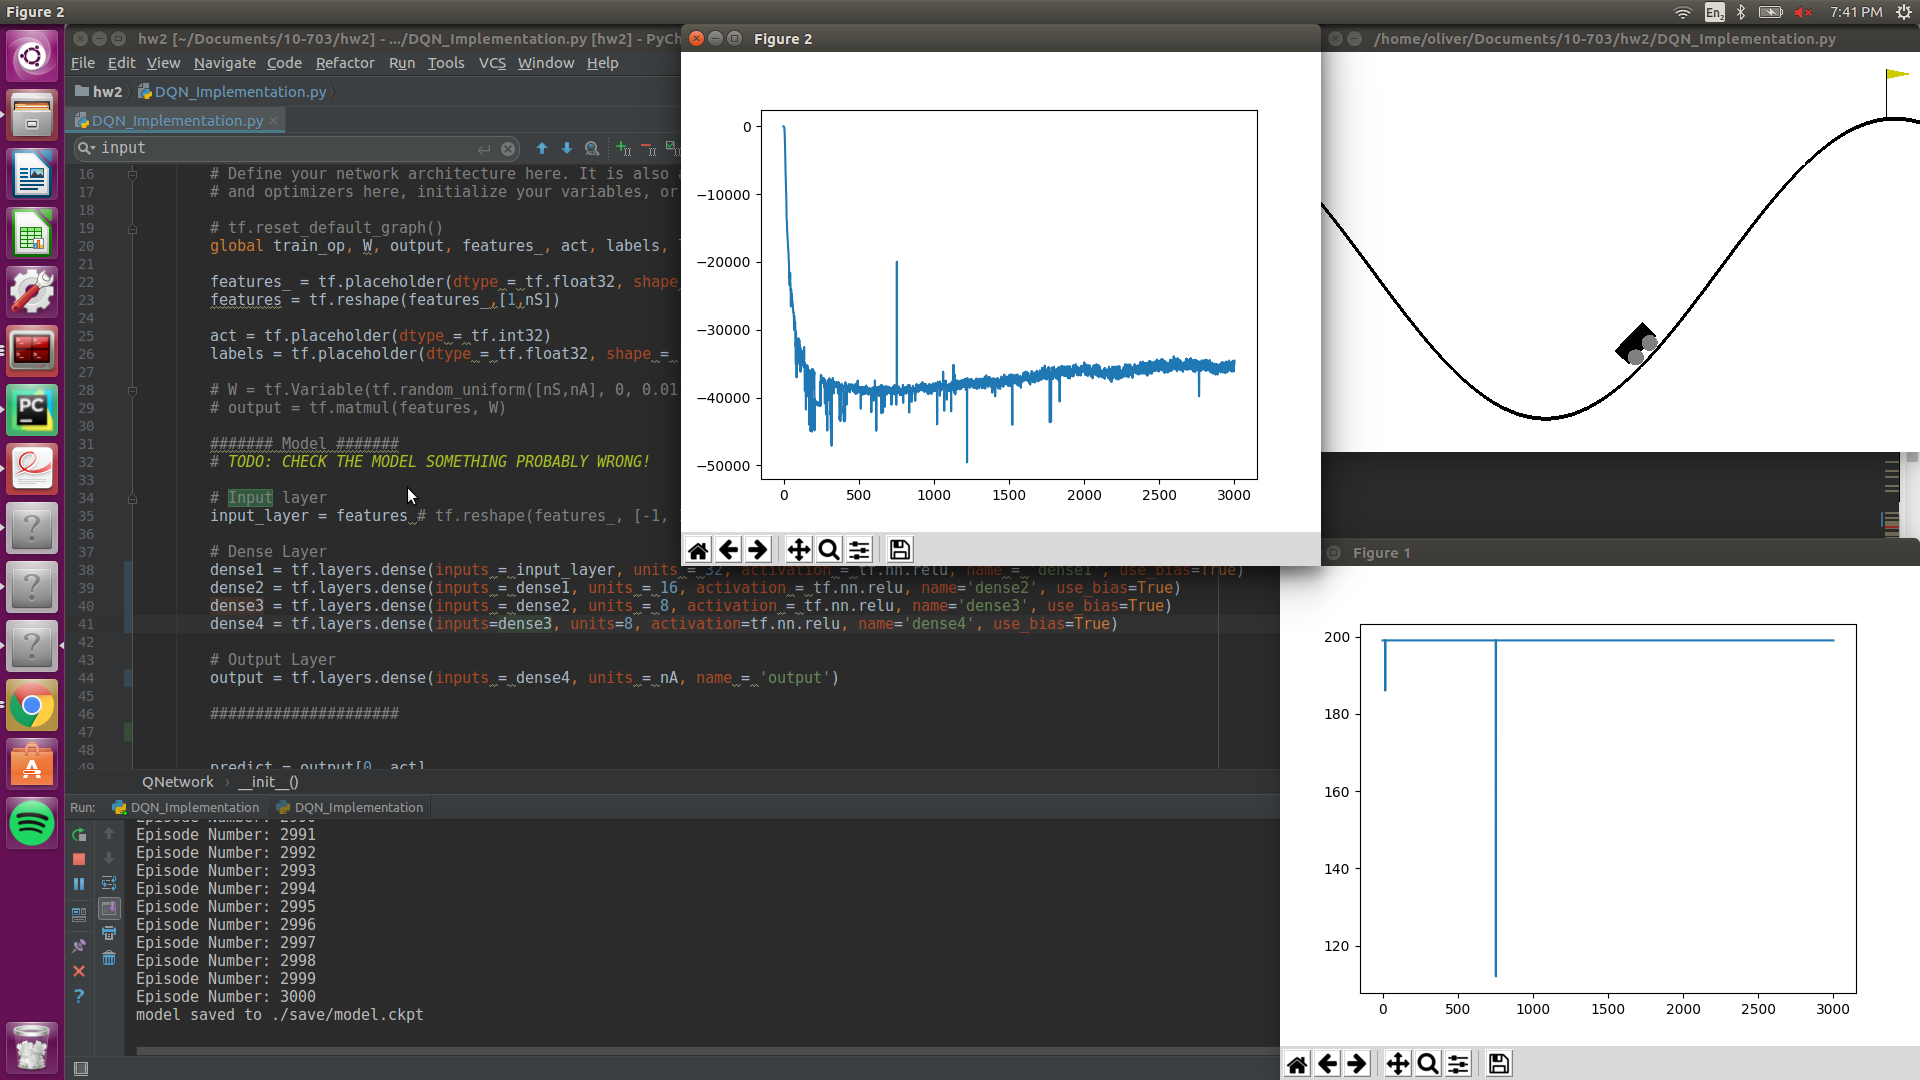 Figure 2
En2
7:41 PM
hw2 [~/Documents/10-703/hw2] - .../DQN_Implementation.py [hw2] - PyCh
File Edit View Navigate Code Refactor Run Tools VCS Window Help
hw2 DQN_Implementation.py
DQN_Implementation.py
input
16 # Define your network architecture here. It is also
17 # and optimizers here, initialize your variables, or
18
19 # tf.reset_default_graph()
20 global train_op, W, output, features_, act, labels,
21
22 features_ = tf.placeholder(dtype = tf.float32, shape
23 features = tf.reshape(features_,[1,nS])
24
25 act = tf.placeholder(dtype = tf.int32)
26 labels = tf.placeholder(dtype = tf.float32, shape =
27
28 # W = tf.Variable(tf.random_uniform([nS,nA], 0, 0.01
29 # output = tf.matmul(features, W)
30
31 ####### Model #######
32 # TODO: CHECK THE MODEL SOMETHING PROBABLY WRONG!
33
34 # Input layer
35 input_layer = features # tf.reshape(features_, [-1,
36
37 # Dense Layer
38 dense1 = tf.layers.dense(inputs = input_layer, units = 32, activation = tf.nn.relu, name = 'dense1', use_bias=True)
39 dense2 = tf.layers.dense(inputs = dense1, units = 16, activation = tf.nn.relu, name='dense2', use_bias=True)
40 dense3 = tf.layers.dense(inputs = dense2, units = 8, activation = tf.nn.relu, name='dense3', use_bias=True)
41 dense4 = tf.layers.dense(inputs=dense3, units=8, activation=tf.nn.relu, name='dense4', use_bias=True)
42
43 # Output Layer
44 output = tf.layers.dense(inputs = dense4, units = nA, name = 'output')
45
46 #####################
47
48
49 predict = output[0, act]
QNetwork › __init__()
Run: DQN_Implementation DQN_Implementation
Episode Number: 2990
Episode Number: 2991
Episode Number: 2992
Episode Number: 2993
Episode Number: 2994
Episode Number: 2995
Episode Number: 2996
Episode Number: 2997
Episode Number: 2998
Episode Number: 2999
Episode Number: 3000
model saved to ./save/model.ckpt
Figure 2
0
−10000
−20000
−30000
−40000
−50000
0 500 1000 1500 2000 2500 3000
/home/oliver/Documents/10-703/hw2/DQN_Implementation.py
Figure 1
200
180
160
140
120
0 500 1000 1500 2000 2500 3000
PC